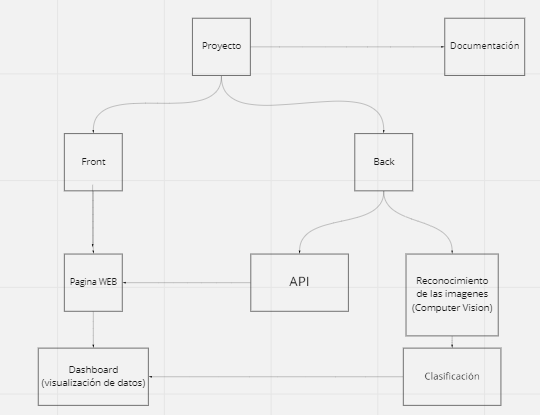 Proyecto
Documentación
Front
Back
Pagina WEB
API
Reconocimiento
de las imagenes
(Computer Vision)
Dashboard
(visualización de datos)
Clasificación